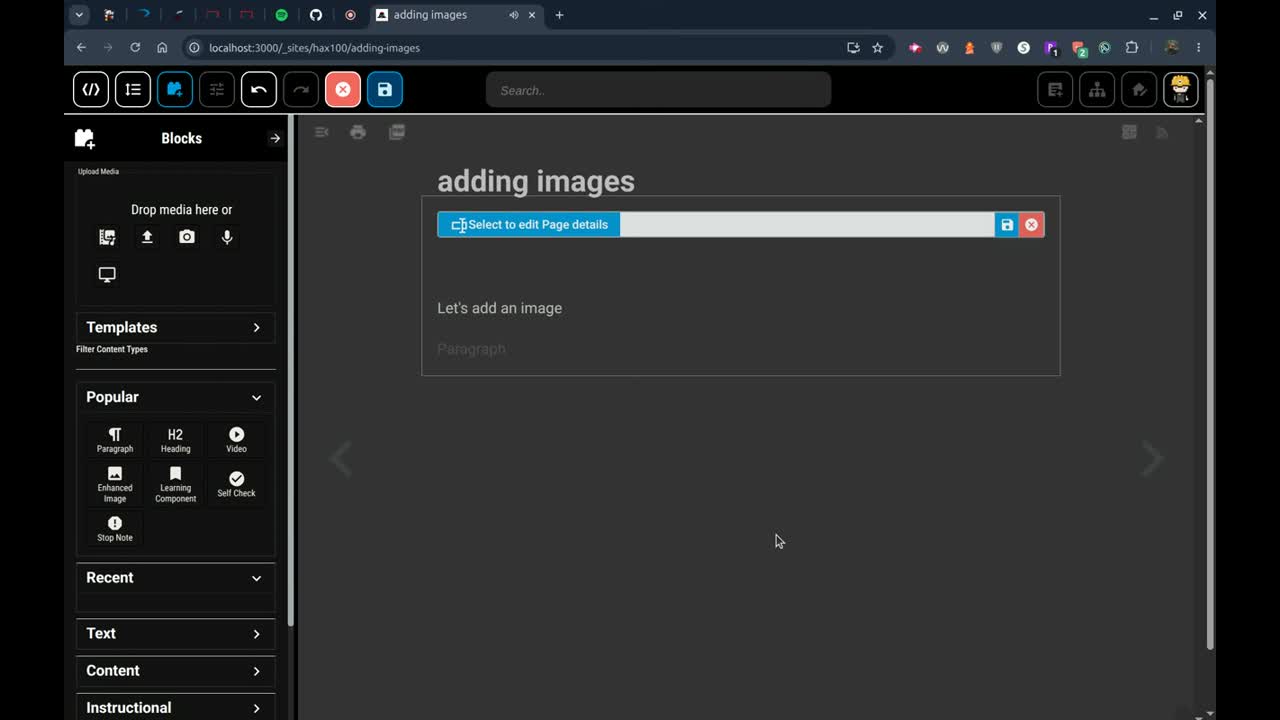 adding images
localhost:3000/_sites/hax100/adding-images
1
2
Search..
Blocks
Upload Media
Drop media here or
Templates
Filter Content Types
Popular
Paragraph
H2
Heading
Video
Enhanced
Image
Learning
Component
Self Check
Stop Note
Recent
Text
Content
Instructional
adding images
Select to edit Page details
Let's add an image
Paragraph